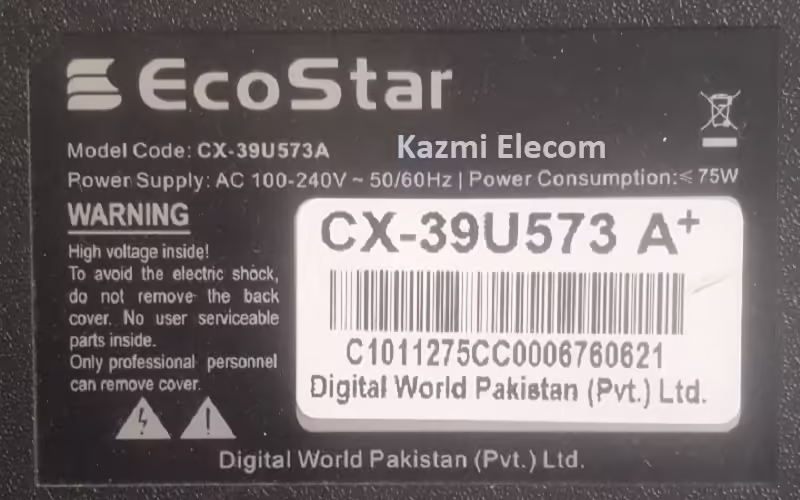 EcoStar
Model Code: CX-39U573A
Kazmi Elecom
Power Supply: AC 100-240V ~ 50/60Hz | Power Consumption:≤ 75W
WARNING
High voltage inside!
To avoid the electric shock,
do not remove the back
cover. No user serviceable
parts inside.
Only professional personnel
can remove cover.
CX-39U573 A+
C1011275CC0006760621
Digital World Pakistan (Pvt.) Ltd.
Digital World Pakistan (Pvt.) Ltd.